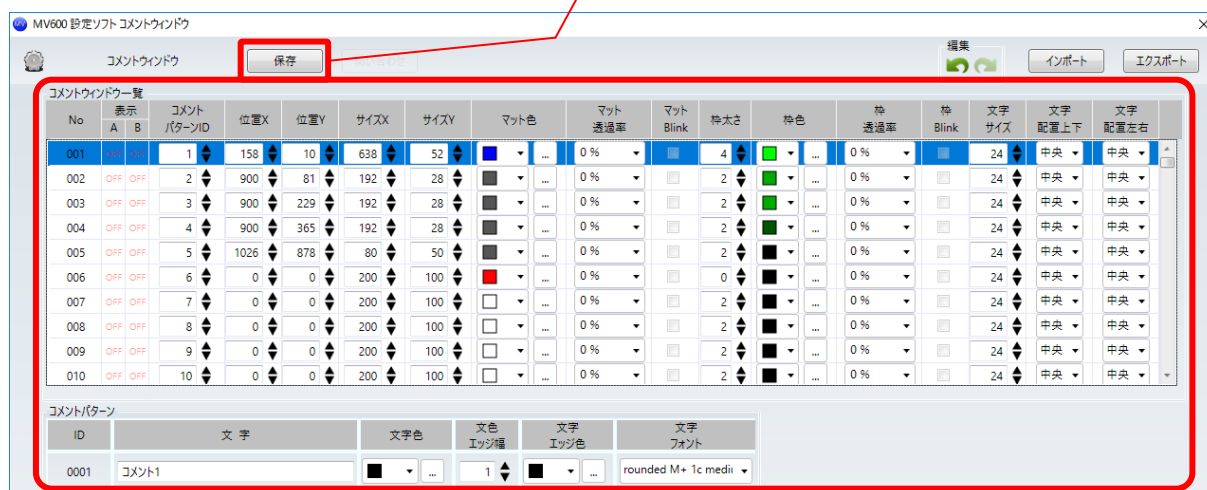 MV600 設定ソフト コメントウィンドウ
コメントウィンドウ 保存 編集 インポート エクスポート
コメントウィンドウ一覧
No 表示 A B コメントパターンID 位置X 位置Y サイズX サイズY マット色 マット透過率 マットBlink 枠太さ 枠色 枠透過率 枠Blink 文字サイズ 文字配置上下 文字配置左右
001 OFF OFF 1 158 10 638 52 ... 0 % 4 ... 0 % 24 中央 中央
002 OFF OFF 2 900 81 192 28 ... 0 % 2 ... 0 % 24 中央 中央
003 OFF OFF 3 900 229 192 28 ... 0 % 2 ... 0 % 24 中央 中央
004 OFF OFF 4 900 365 192 28 ... 0 % 2 ... 0 % 24 中央 中央
005 OFF OFF 5 1026 878 80 50 ... 0 % 2 ... 0 % 24 中央 中央
006 OFF OFF 6 0 0 200 100 ... 0 % 0 ... 0 % 24 中央 中央
007 OFF OFF 7 0 0 200 100 ... 0 % 2 ... 0 % 24 中央 中央
008 OFF OFF 8 0 0 200 100 ... 0 % 2 ... 0 % 24 中央 中央
009 OFF OFF 9 0 0 200 100 ... 0 % 2 ... 0 % 24 中央 中央
010 OFF OFF 10 0 0 200 100 ... 0 % 2 ... 0 % 24 中央 中央
コメントパターン
ID 文 字 文字色 文色エッジ幅 文字エッジ色 文字フォント
0001 コメント1 ... 1 ... rounded M+ 1c medi